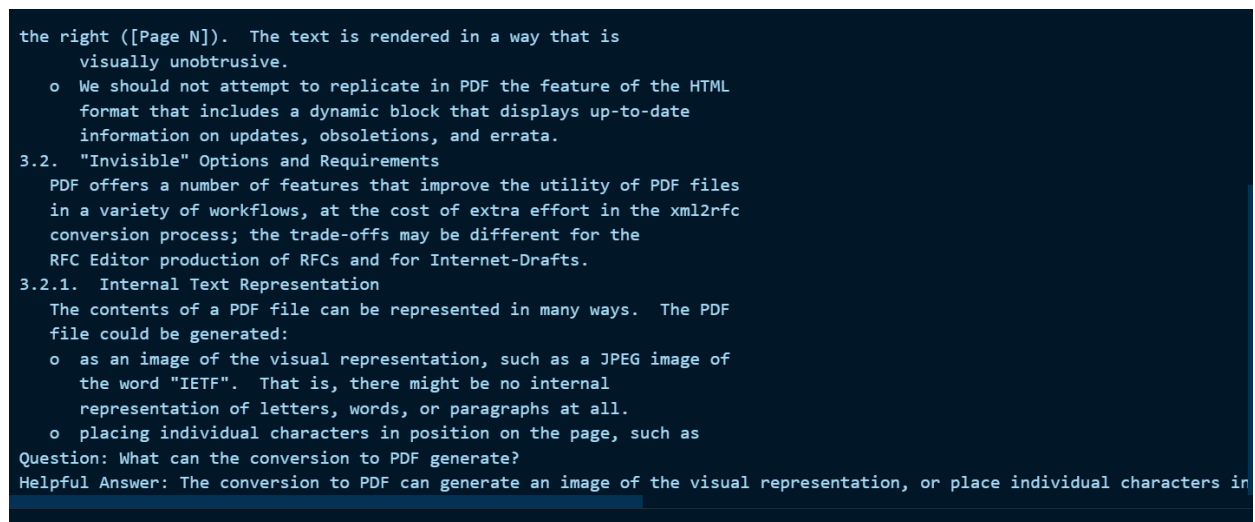 the right ([Page N]).  The text is rendered in a way that is
visually unobtrusive.
o  We should not attempt to replicate in PDF the feature of the HTML
format that includes a dynamic block that displays up-to-date
information on updates, obsoletions, and errata.
3.2.  "Invisible" Options and Requirements
PDF offers a number of features that improve the utility of PDF files
in a variety of workflows, at the cost of extra effort in the xml2rfc
conversion process; the trade-offs may be different for the
RFC Editor production of RFCs and for Internet-Drafts.
3.2.1.  Internal Text Representation
The contents of a PDF file can be represented in many ways.  The PDF
file could be generated:
o  as an image of the visual representation, such as a JPEG image of
the word "IETF".  That is, there might be no internal
representation of letters, words, or paragraphs at all.
o  placing individual characters in position on the page, such as
Question: What can the conversion to PDF generate?
Helpful Answer: The conversion to PDF can generate an image of the visual representation, or place individual characters in